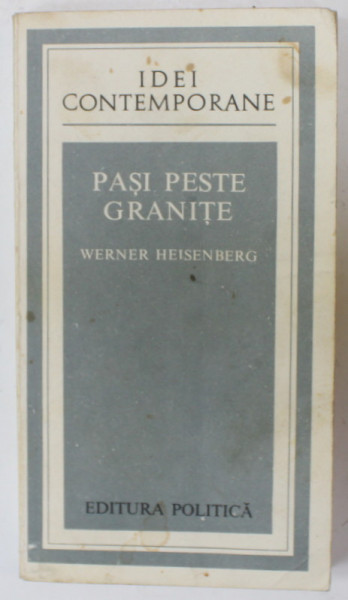 IDEI
CONTEMPORANE
PAȘI PESTE
GRANIȚE
WERNER HEISENBERG
EDITURA POLITICĂ